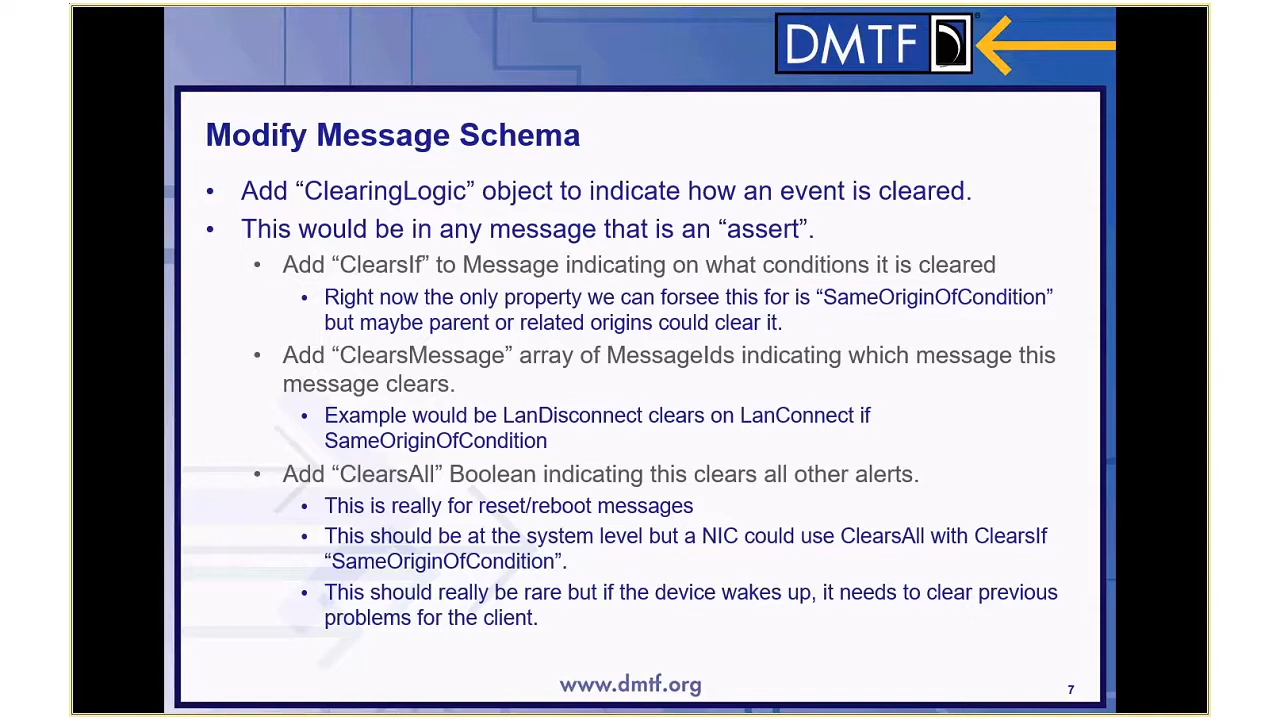 DMTF
Modify Message Schema
• Add “ClearingLogic” object to indicate how an event is cleared.
• This would be in any message that is an “assert”.
• Add “ClearsIf” to Message indicating on what conditions it is cleared
• Right now the only property we can forsee this for is “SameOriginOfCondition”
but maybe parent or related origins could clear it.
• Add “ClearsMessage” array of MessageIds indicating which message this
message clears.
• Example would be LanDisconnect clears on LanConnect if
SameOriginOfCondition
• Add “ClearsAll” Boolean indicating this clears all other alerts.
• This is really for reset/reboot messages
• This should be at the system level but a NIC could use ClearsAll with ClearsIf
“SameOriginOfCondition”.
• This should really be rare but if the device wakes up, it needs to clear previous
problems for the client.
www.dmtf.org
7